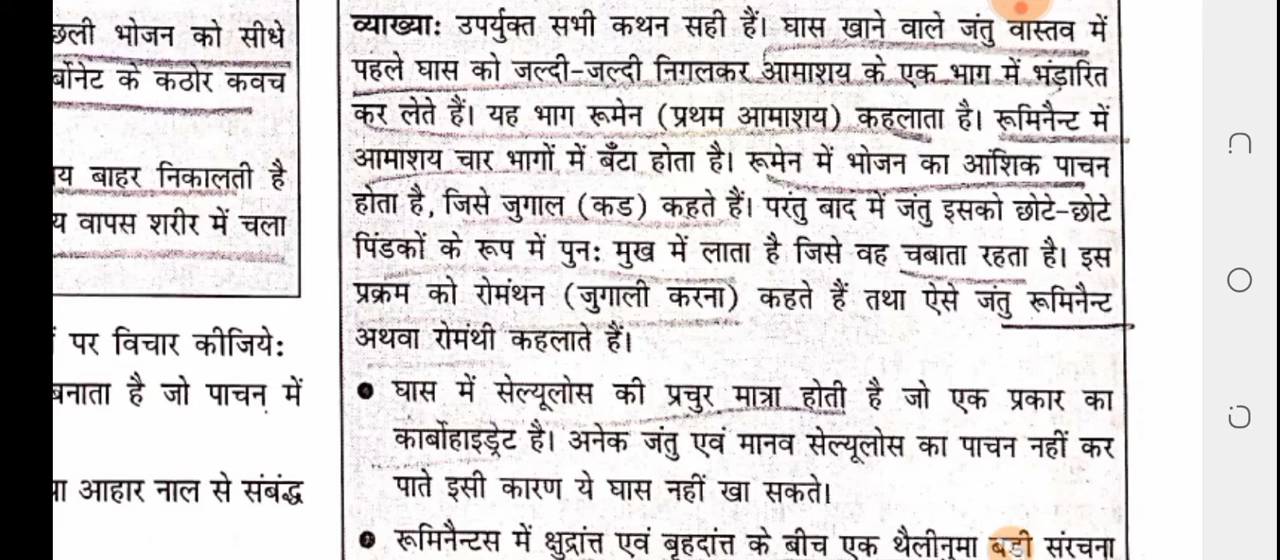 छली भोजन को सीधे
र्बोनेट के कठोर कवच
य बाहर निकालती है
य वापस शरीर में चला
पर विचार कीजिये:
बनाता है जो पाचन में
ा आहार नाल से संबंद्ध
व्याख्या: उपर्युक्त सभी कथन सही हैं। घास खाने वाले जंतु वास्तव में
पहले घास को जल्दी-जल्दी निगलकर आमाशय के एक भाग में भंडारित
कर लेते हैं। यह भाग रूमेन (प्रथम आमाशय) कहलाता है। रूमिनैन्ट में
आमाशय चार भागों में बँटा होता है। रूमेन में भोजन का आंशिक पाचन
होता है, जिसे जुगाल (कड) कहते हैं। परंतु बाद में जंतु इसको छोटे-छोटे
पिंडकों के रूप में पुन: मुख में लाता है जिसे वह चबाता रहता है। इस
प्रक्रम को रोमंथन (जुगाली करना) कहते हैं तथा ऐसे जंतु रूमिनैन्ट
अथवा रोमंथी कहलाते हैं।
● घास में सेल्यूलोस की प्रचुर मात्रा होती है जो एक प्रकार का
कार्बोहाइड्रेट है। अनेक जंतु एवं मानव सेल्यूलोस का पाचन नहीं कर
पाते इसी कारण ये घास नहीं खा सकते।
● रूमिनैन्टस में क्षुद्रांत्त एवं बृहदांत्त के बीच एक थैलीनुमा बड़ी संरचना